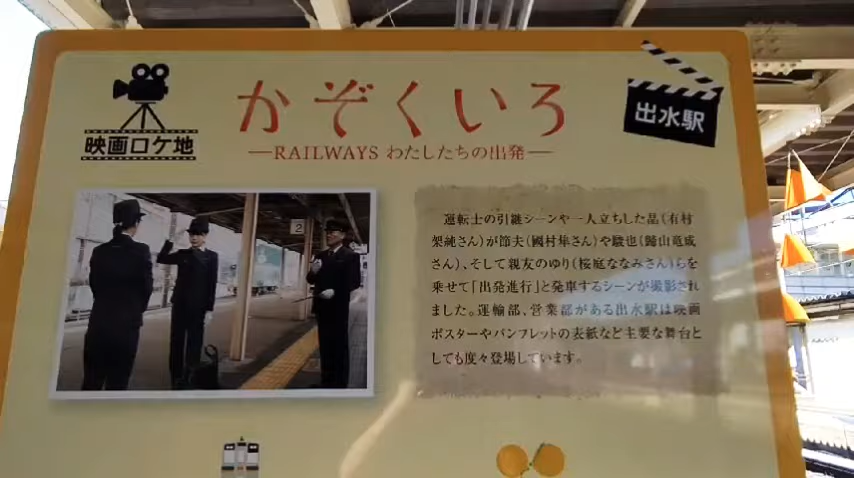 映画ロケ地
かぞくいろ
―RAILWAYS わたしたちの出発―
出水駅
2
運転士の引継シーンや一人立ちした晶(有村
架純さん)が節夫(國村隼さん)や駿也(歸山竜成
さん)、そして親友のゆり(桜庭ななみさん)らを
乗せて「出発進行」と発車するシーンが撮影され
ました。運輸部、営業部がある出水駅は映画
ポスターやパンフレットの表紙など主要な舞台と
しても度々登場しています。